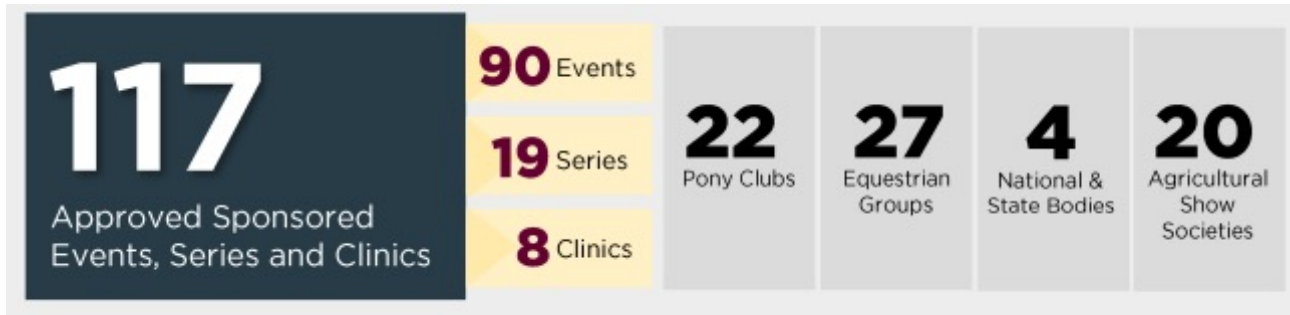 117
Approved Sponsored
Events, Series and Clinics
90 Events
19 Series
8 Clinics
22
Pony Clubs
27
Equestrian
Groups
4
National &
State Bodies
20
Agricultural
Show
Societies